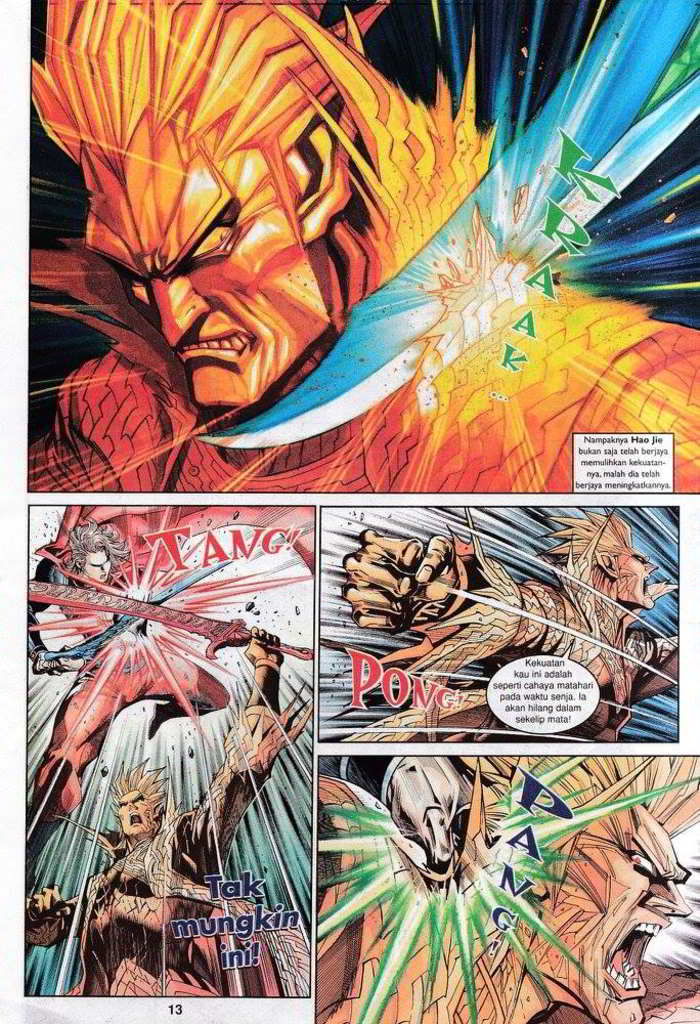 KRAAAK...
Nampaknya Hao Jie
bukan saja telah berjaya
memulihkan kekuatan-
nya, malah dia telah
berjaya meningkatkannya.
TANG!
Tak
mungkin
ini!
PONG!
Kekuatan
kau ini adalah
seperti cahaya matahari
pada waktu senja. Ia
akan hilang dalam
sekelip mata!
PANG!
13